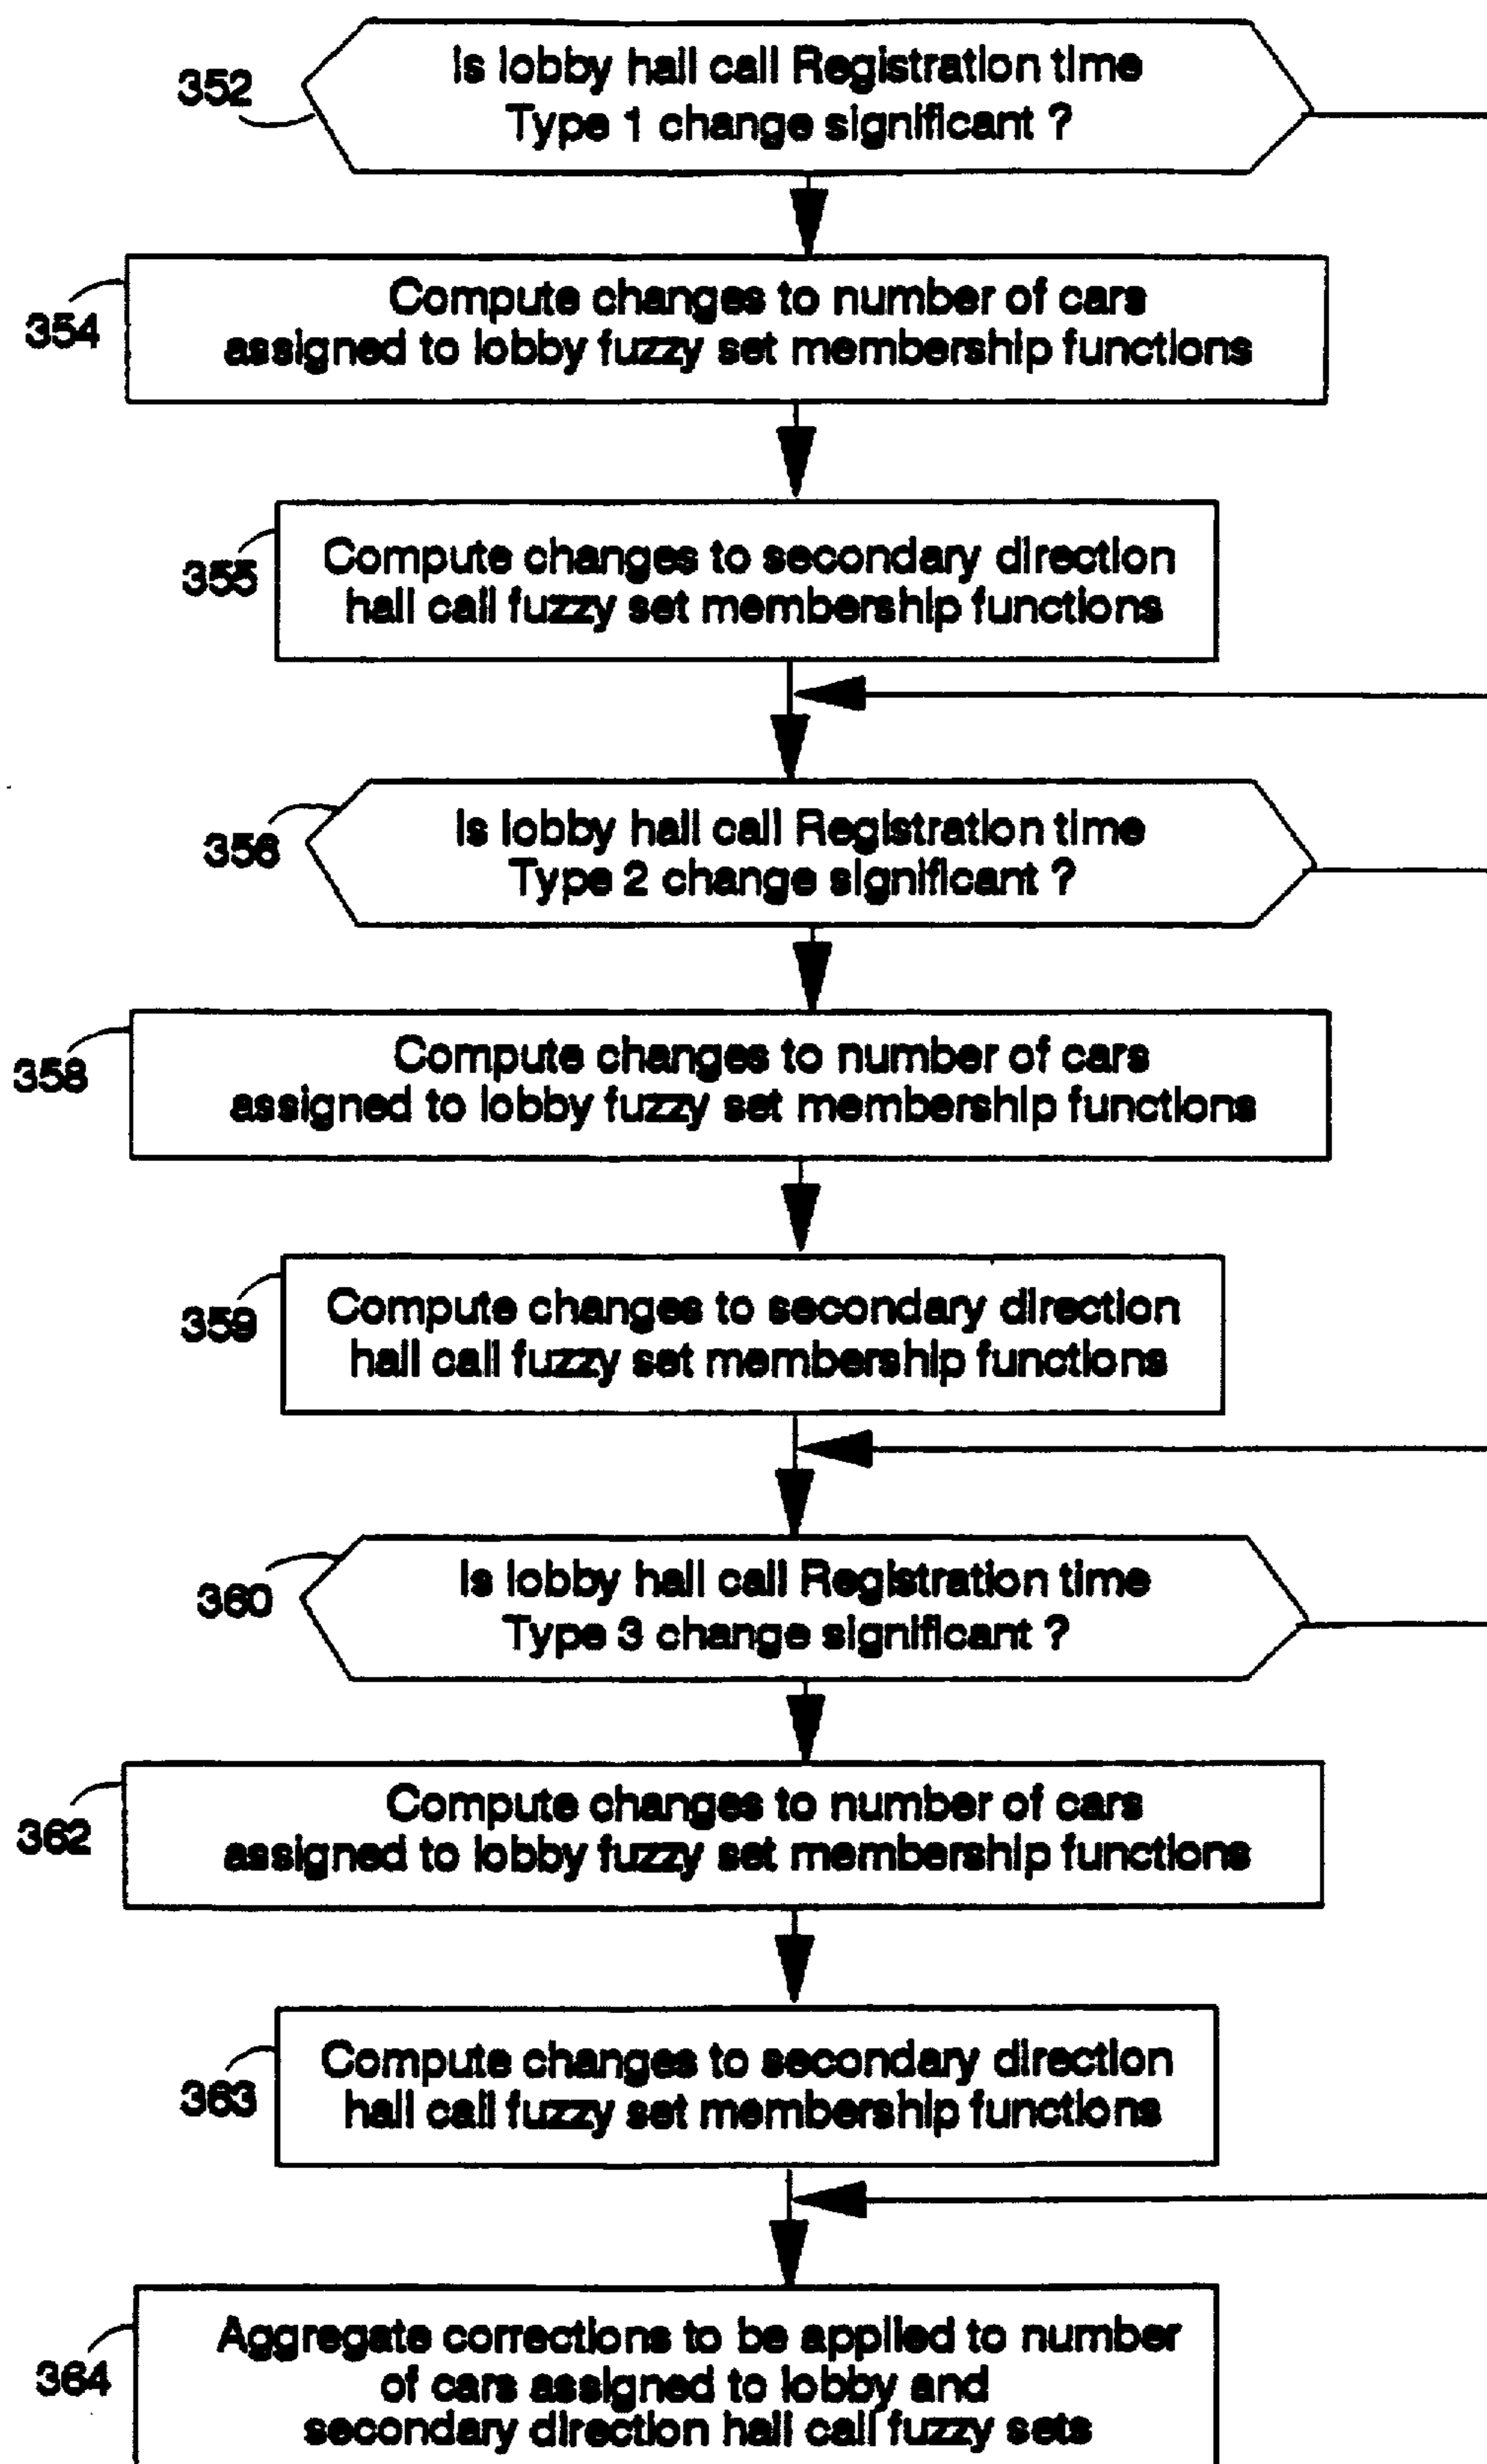 352
Is lobby hall call Registration time
Type 1 change significant ?
354
Compute changes to number of cars
assigned to lobby fuzzy set membership functions
355
Compute changes to secondary direction
hall call fuzzy set membership functions
356
Is lobby hall call Registration time
Type 2 change significant ?
358
Compute changes to number of cars
assigned to lobby fuzzy set membership functions
359
Compute changes to secondary direction
hall call fuzzy set membership functions
360
Is lobby hall call Registration time
Type 3 change significant ?
362
Compute changes to number of cars
assigned to lobby fuzzy set membership functions
363
Compute changes to secondary direction
hall call fuzzy set membership functions
364
Aggregate corrections to be applied to number
of cars assigned to lobby and
secondary direction hall call fuzzy sets